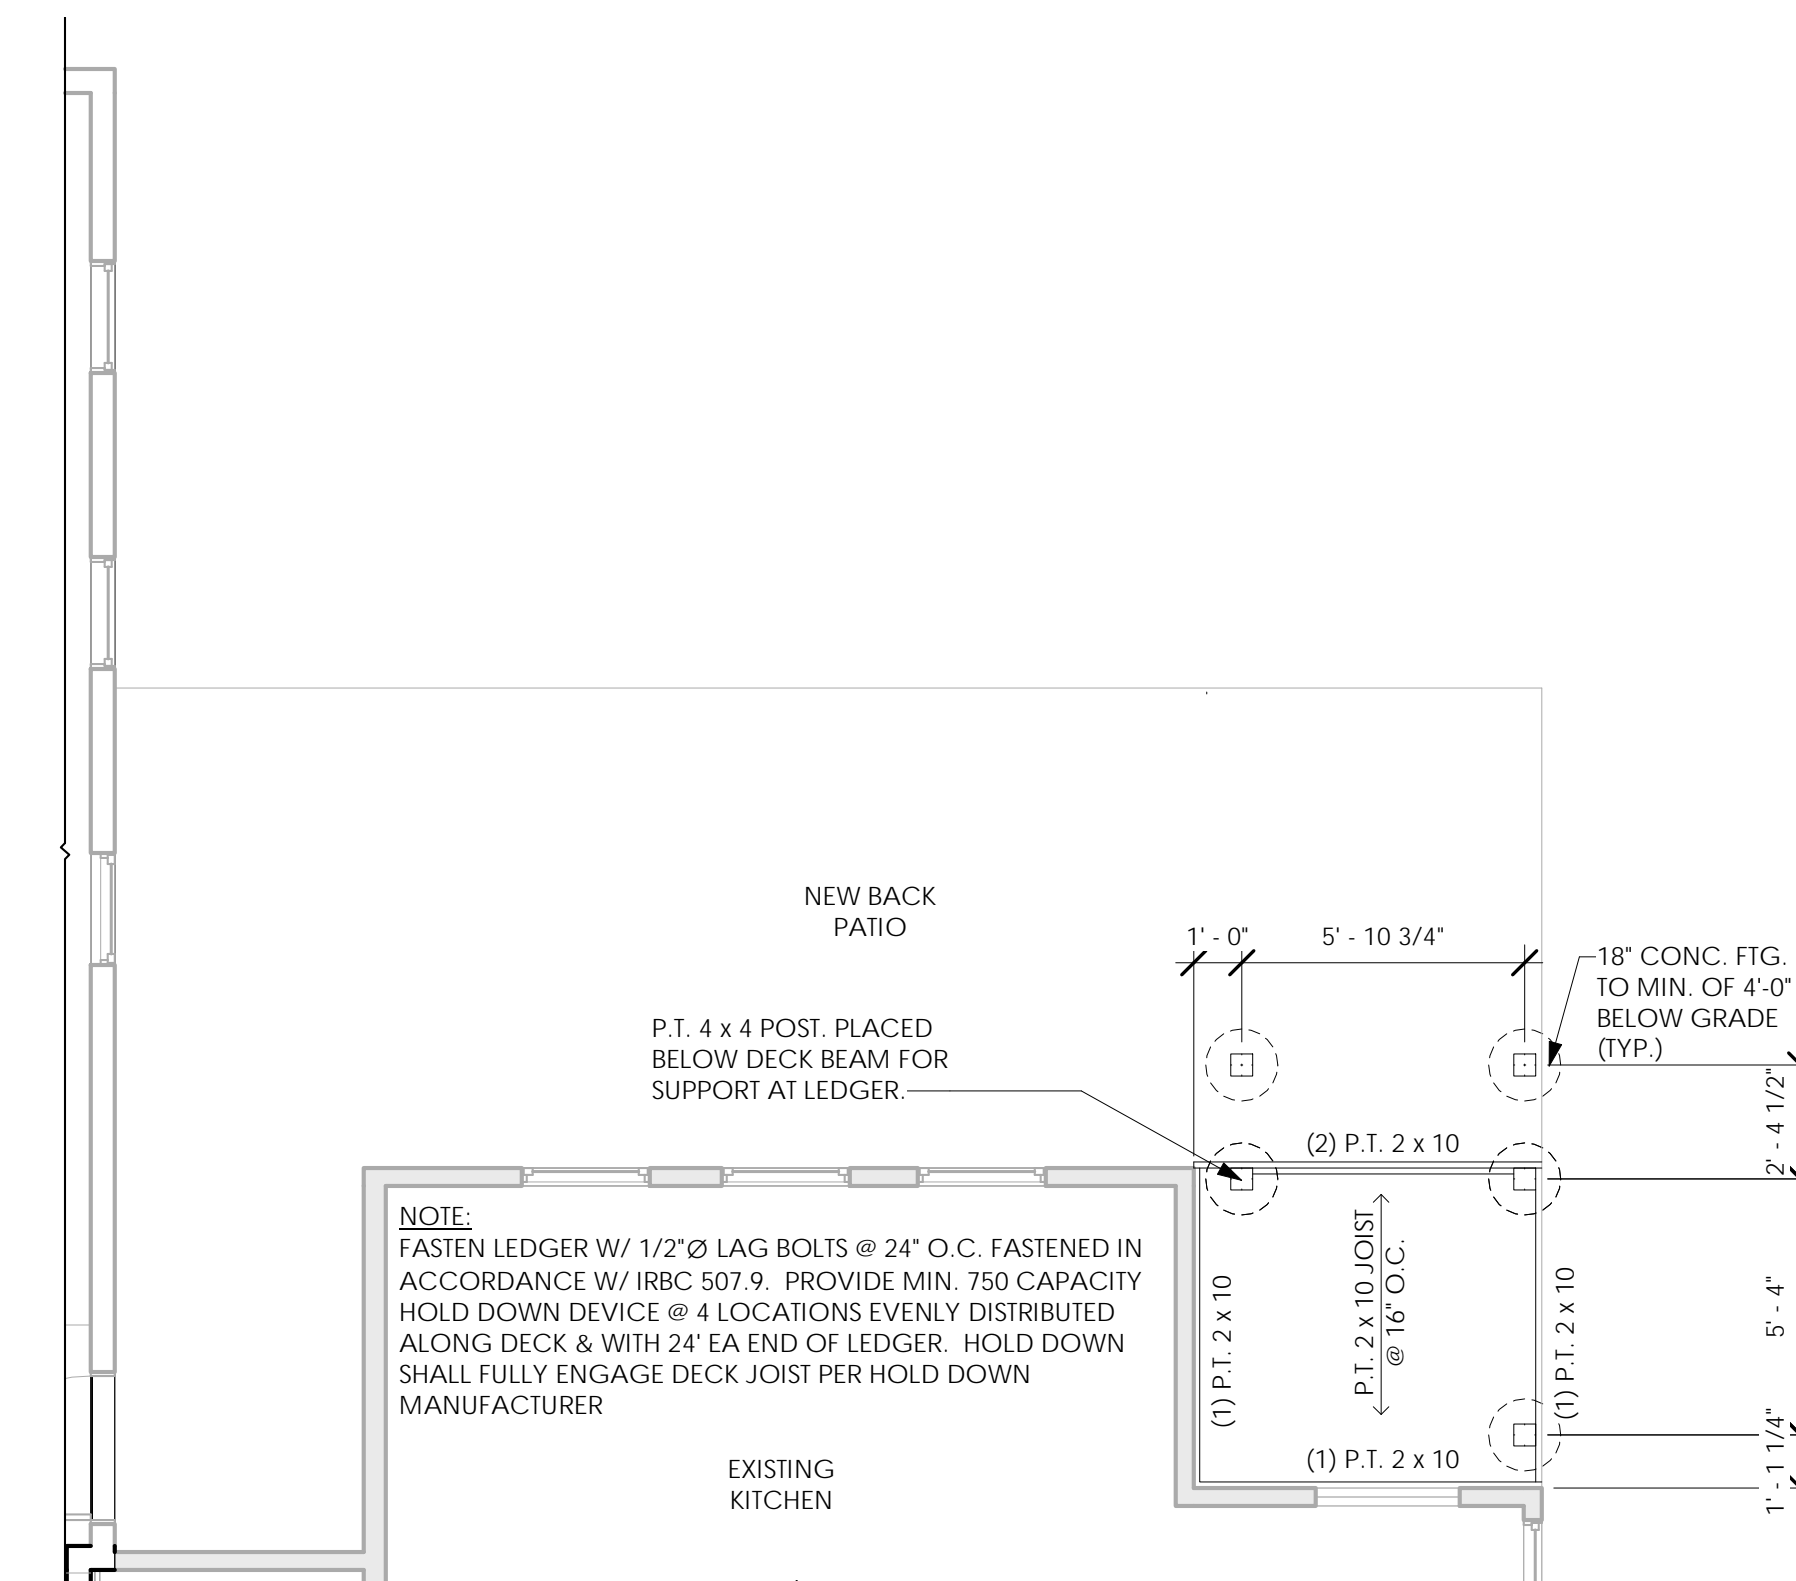 NEW BACK
PATIO
1' - 0"
5' - 10 3/4"
18" CONC. FTG.
TO MIN. OF 4'-0"
BELOW GRADE
(TYP.)
P.T. 4 x 4 POST. PLACED
BELOW DECK BEAM FOR
SUPPORT AT LEDGER.
2' - 4 1/2"
(2) P.T. 2 x 10
NOTE:
FASTEN LEDGER W/ 1/2"Ø LAG BOLTS @ 24" O.C. FASTENED IN
ACCORDANCE W/ IRBC 507.9. PROVIDE MIN. 750 CAPACITY
HOLD DOWN DEVICE @ 4 LOCATIONS EVENLY DISTRIBUTED
ALONG DECK & WITH 24' EA END OF LEDGER. HOLD DOWN
SHALL FULLY ENGAGE DECK JOIST PER HOLD DOWN
MANUFACTURER
(1) P.T. 2 x 10
P.T. 2 x 10 JOIST
@ 16" O.C.
(1) P.T. 2 x 10
5' - 4"
1' - 1 1/4"
(1) P.T. 2 x 10
EXISTING
KITCHEN